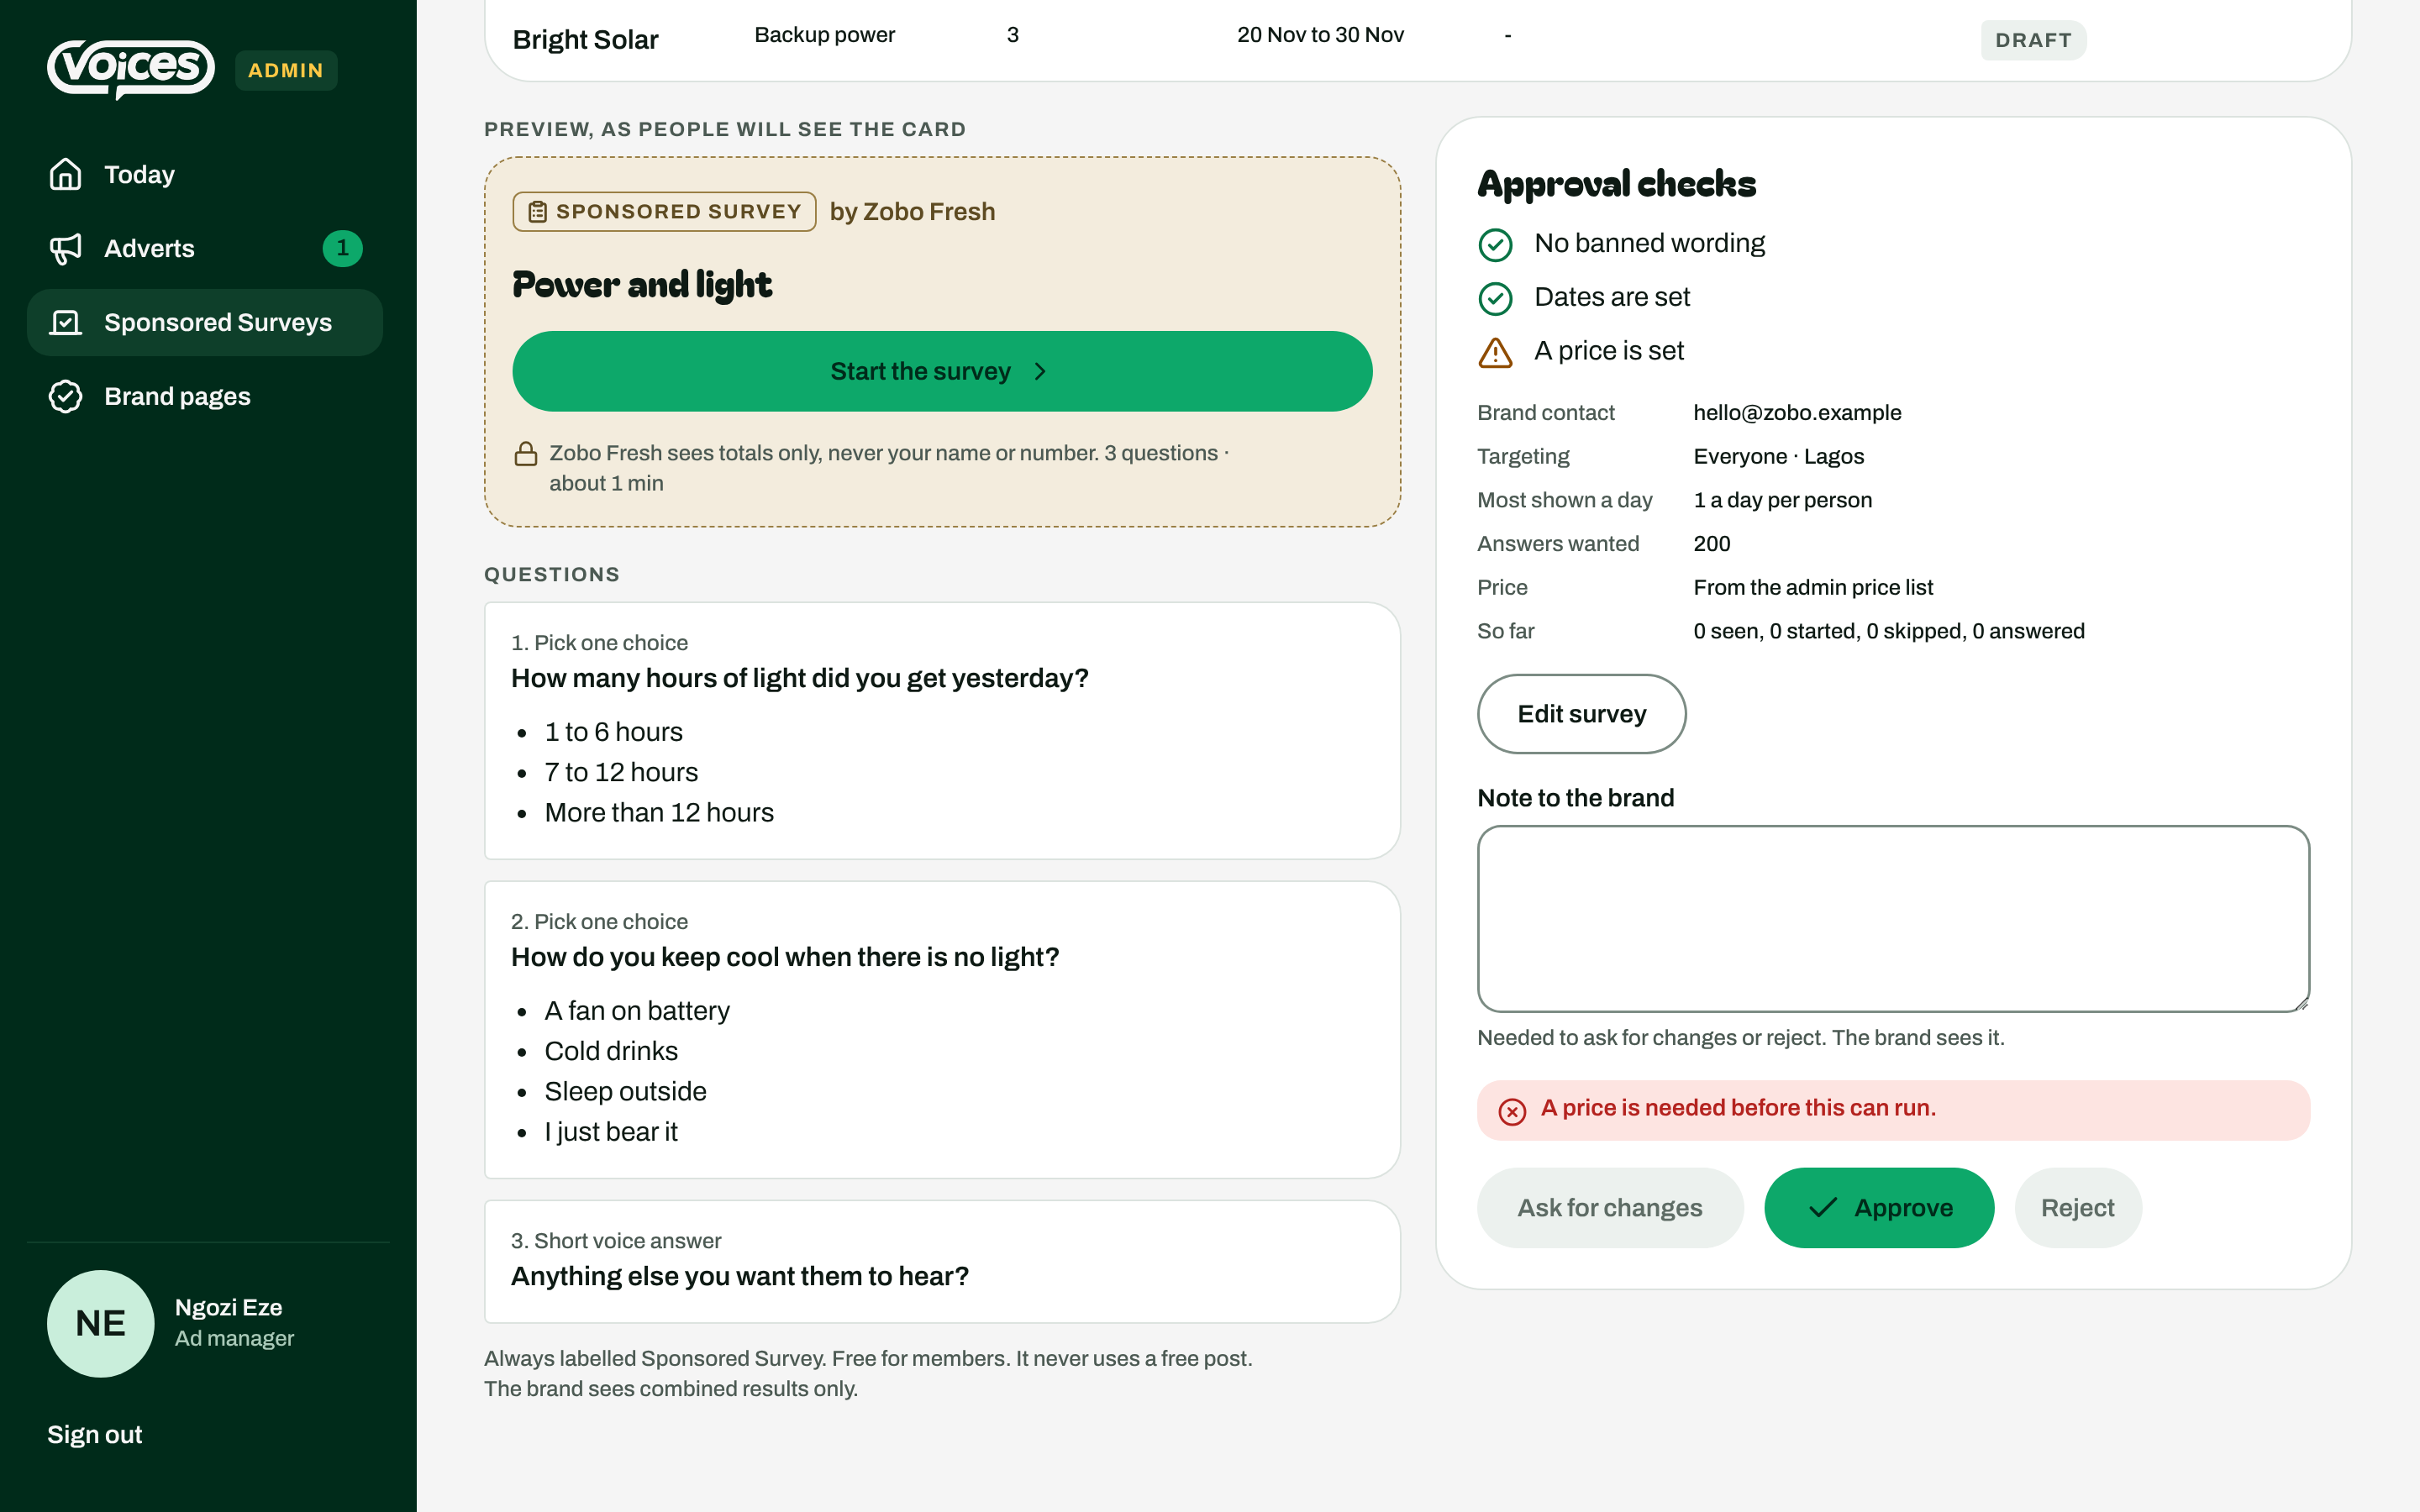 Voices
ADMIN
Today
Adverts
1
Sponsored Surveys
Brand pages
NE
Ngozi Eze
Ad manager
Sign out
Bright Solar
Backup power
3
20 Nov to 30 Nov
-
DRAFT
PREVIEW, AS PEOPLE WILL SEE THE CARD
SPONSORED SURVEY by Zobo Fresh
Power and light
Start the survey
Zobo Fresh sees totals only, never your name or number. 3 questions ·
about 1 min
QUESTIONS
1. Pick one choice
How many hours of light did you get yesterday?
• 1 to 6 hours
• 7 to 12 hours
• More than 12 hours
2. Pick one choice
How do you keep cool when there is no light?
• A fan on battery
• Cold drinks
• Sleep outside
• I just bear it
3. Short voice answer
Anything else you want them to hear?
Always labelled Sponsored Survey. Free for members. It never uses a free post.
The brand sees combined results only.
Approval checks
No banned wording
Dates are set
A price is set
Brand contact hello@zobo.example
Targeting Everyone · Lagos
Most shown a day 1 a day per person
Answers wanted 200
Price From the admin price list
So far 0 seen, 0 started, 0 skipped, 0 answered
Edit survey
Note to the brand
Needed to ask for changes or reject. The brand sees it.
A price is needed before this can run.
Ask for changes
Approve
Reject